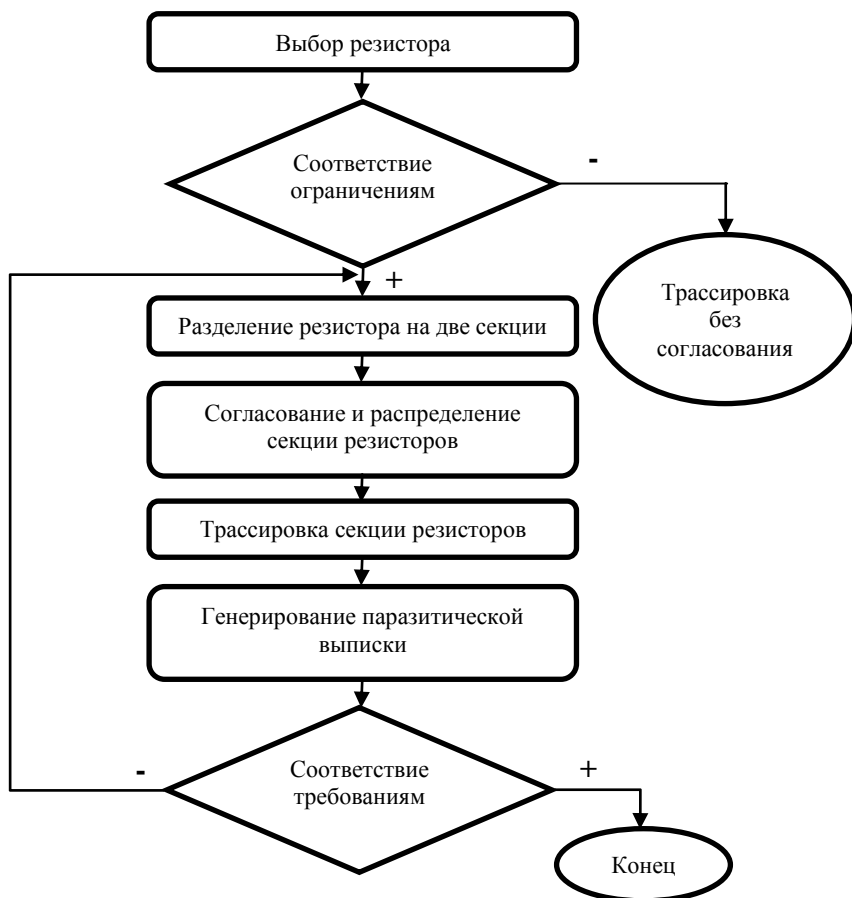 Выбор резистора
Соответствие
ограничениям
-
+
Трассировка
без
согласования
Разделение резистора на две секции
Согласование и распределение
секции резисторов
Трассировка секции резисторов
Генерирование паразитической
выписки
Соответствие
требованиям
-
+
Конец